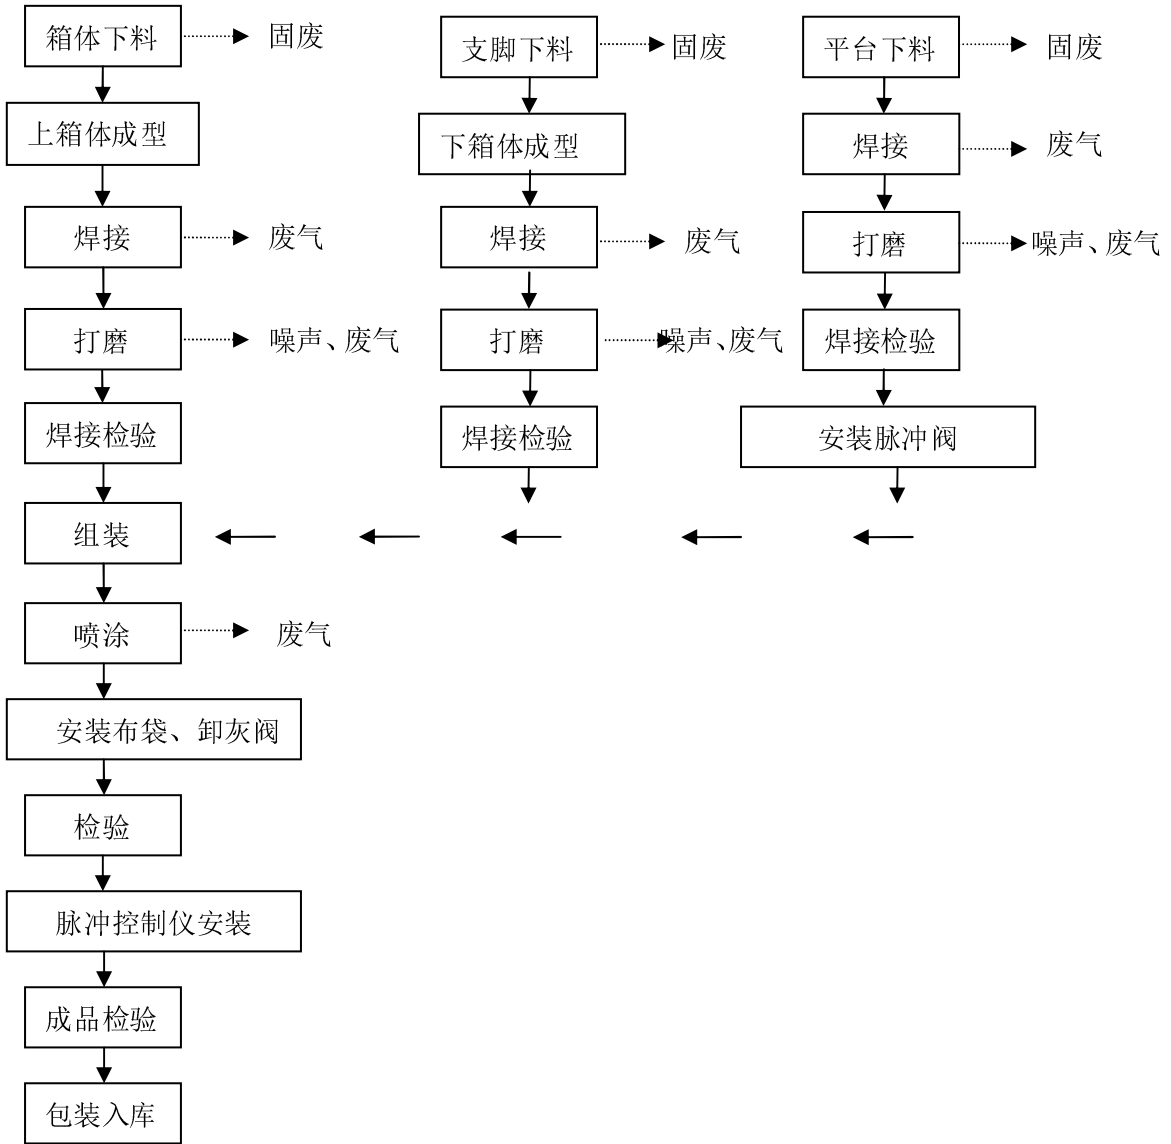 箱体下料
固废
支脚下料
固废
平台下料
固废
上箱体成型
下箱体成型
焊接
废气
焊接
废气
焊接
废气
打磨
噪声、废气
打磨
噪声、废气
打磨
噪声、废气
焊接检验
焊接检验
焊接检验
安装脉冲阀
组装
喷涂
废气
安装布袋、卸灰阀
检验
脉冲控制仪安装
成品检验
包装入库